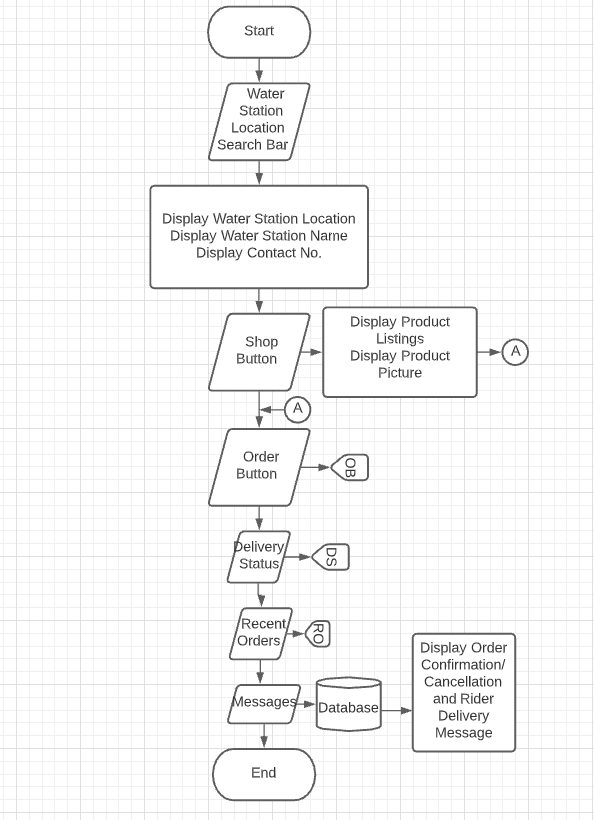 Start
Water
Station
Location
Search Bar
Display Water Station Location
Display Water Station Name
Display Contact No.
Shop
Button
Display Product
Listings
Display Product
Picture
A
A
Order
Button
OB
Delivery
Status
DS
Recent
Orders
RO
Messages
Database
Display Order
Confirmation/
Cancellation
and Rider
Delivery
Message
End